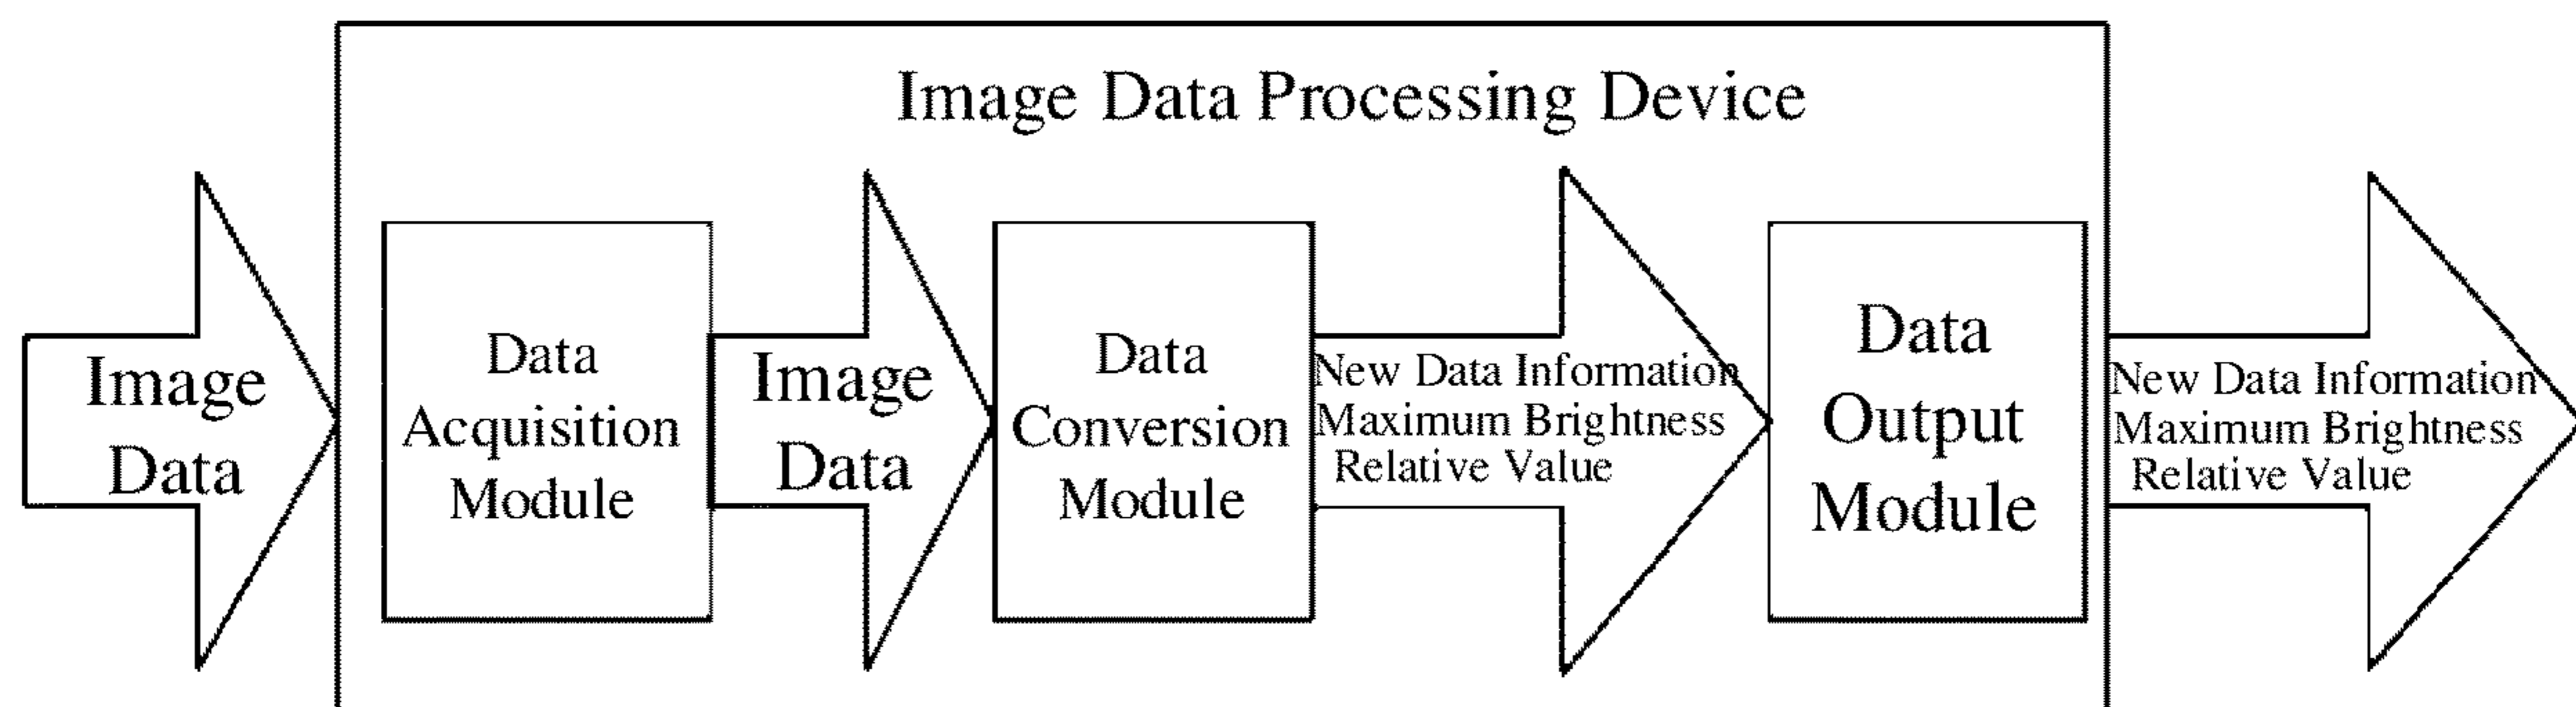 Image Data Processing Device
Image
Data
Data
Acquisition
Module
Image
Data
Data
Conversion
Module
New Data Information
Maximum Brightness
Relative Value
Data
Output
Module
New Data Information
Maximum Brightness
Relative Value